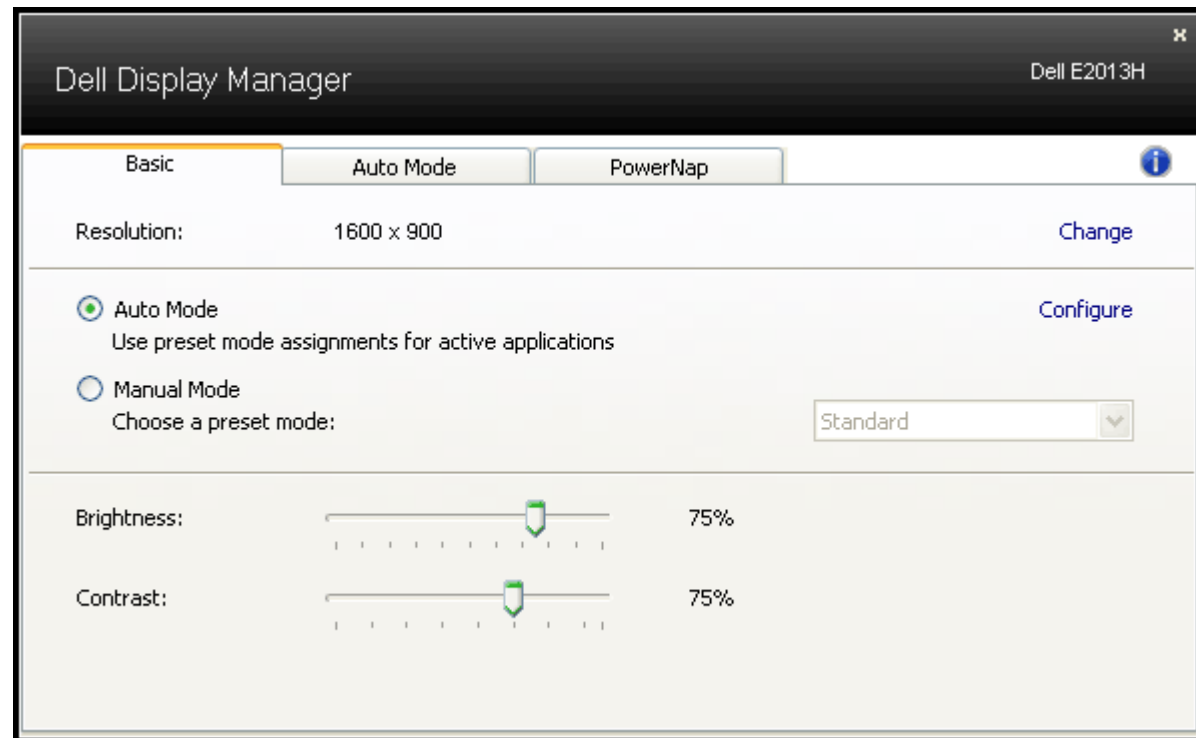 Dell Display Manager
Dell E2013H
Basic
Auto Mode
PowerNap
Resolution:
1600 x 900
Change
Auto Mode
Configure
Use preset mode assignments for active applications
Manual Mode
Choose a preset mode:
Standard
Brightness:
75%
Contrast:
75%